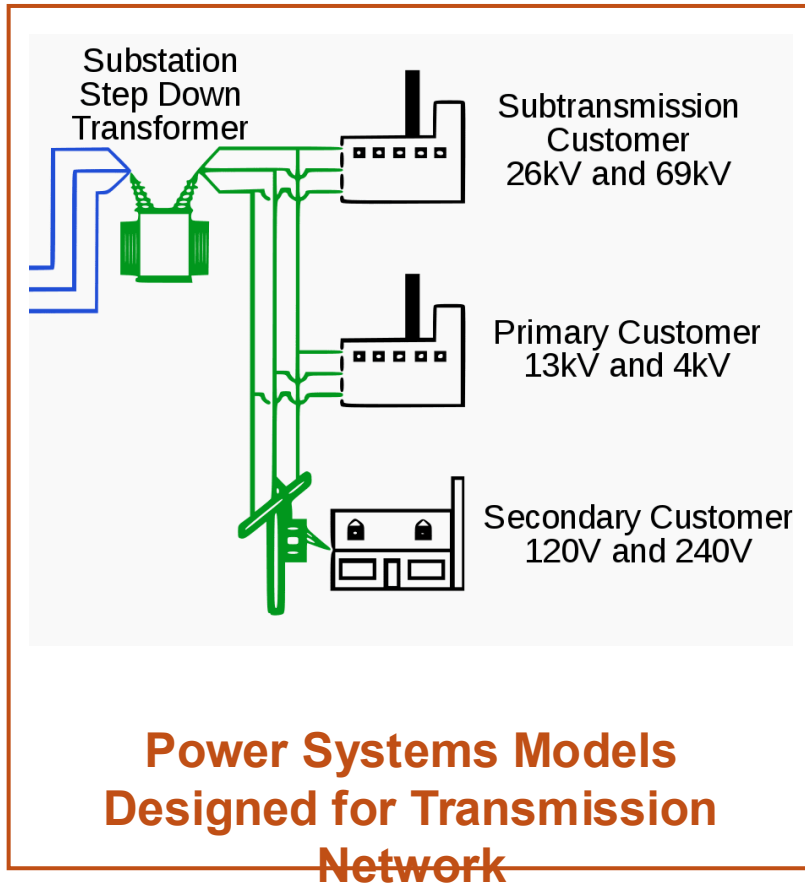 Substation
Step Down
Transformer
Subtransmission
Customer
26kV and 69kV
Primary Customer
13kV and 4kV
Secondary Customer
120V and 240V
Power Systems Models
Designed for Transmission
Network